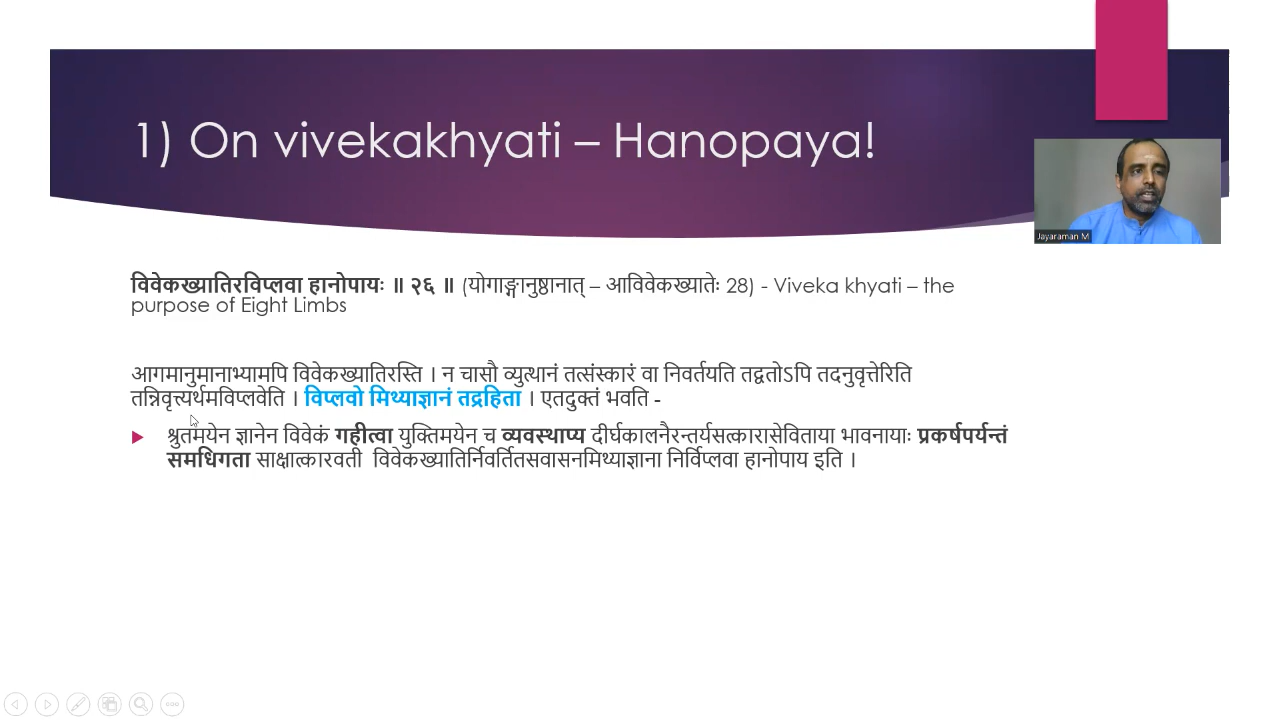 1) On vivekakhyati – Hanopaya!
Jayaraman M
विवेकख्यातिरविप्लवा हानोपायः ॥ २६ ॥ (योगाङ्गानुष्ठानात् – आविवेकख्यातेः 28) - Viveka khyati – the
purpose of Eight Limbs
आगमानुमानाभ्यामपि विवेकख्यातिरस्ति । न चासौ व्युत्थानं तत्संस्कारं वा निवर्तयति तद्वतोऽपि तदनुवृत्तेरिति
तन्निवृत्त्यर्थमविप्लवेति । विप्लवो मिथ्याज्ञानं तद्रहिता । एतदुक्तं भवति -
श्रुतमयेन ज्ञानेन विवेकं गहीत्वा युक्तिमयेन च व्यवस्थाप्य दीर्घकालनैरन्तर्यसत्कारासेविताया भावनायाः प्रकर्षपर्यन्तं
समधिगता साक्षात्कारवती विवेकख्यातिर्निवर्तितसवासनमिथ्याज्ञाना निर्विप्लवा हानोपाय इति ।